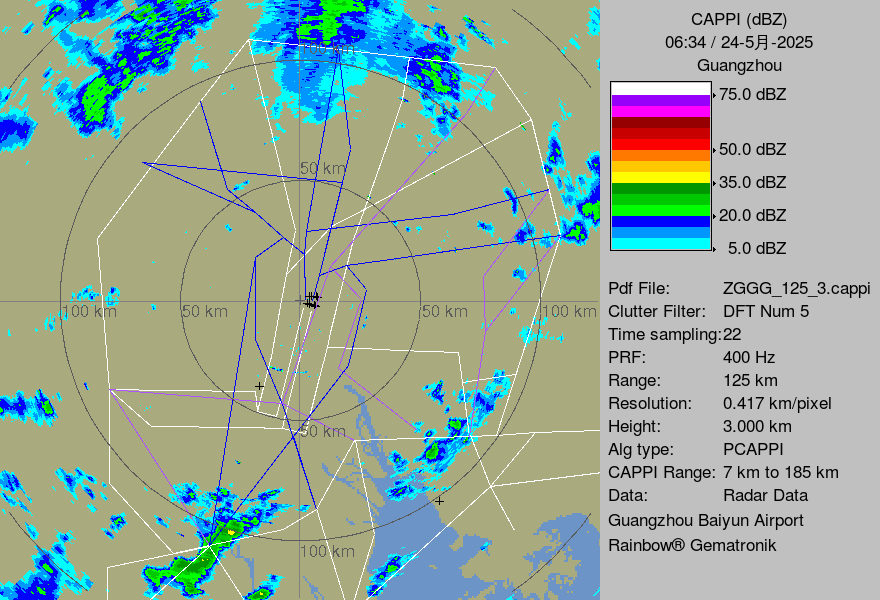 CAPPI (dBZ)
06:34 / 24-5月-2025
Guangzhou
75.0 dBZ
50.0 dBZ
35.0 dBZ
20.0 dBZ
5.0 dBZ
Pdf File: ZGGG_125_3.cappi
Clutter Filter: DFT Num 5
Time sampling:22
PRF: 400 Hz
Range: 125 km
Resolution: 0.417 km/pixel
Height: 3.000 km
Alg type: PCAPPI
CAPPI Range: 7 km to 185 km
Data: Radar Data
Guangzhou Baiyun Airport
Rainbow® Gematronik
100 km
50 km
100 km
50 km
50 km
100 km
50 km
100 km